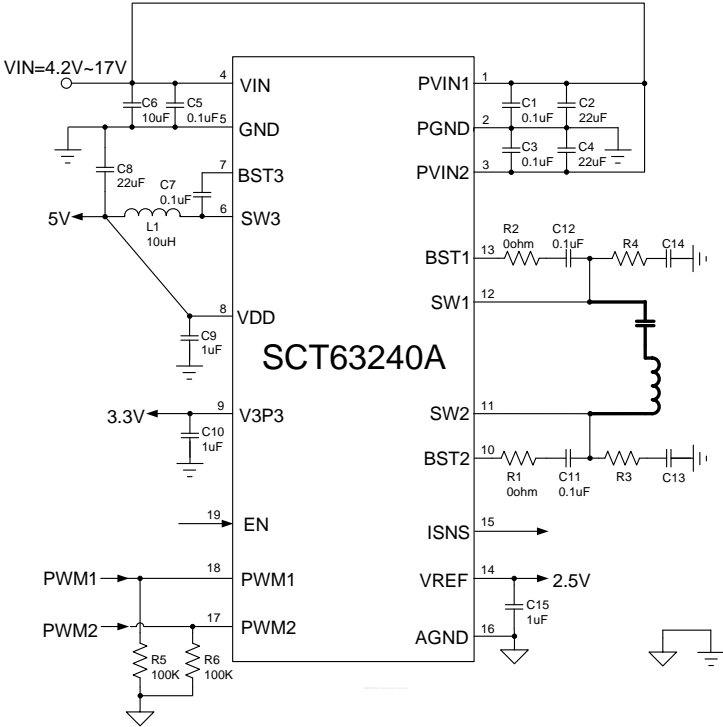 VIN=4.2V~17V
4
VIN
C6
10uF
C5
0.1uF
5
GND
C8
22uF
7
BST3
C7
0.1uF
6
SW3
5V
L1
10uH
8
VDD
C9
1uF
SCT63240A
3.3V
9
V3P3
C10
1uF
19
EN
PWM1
18
PWM1
PWM2
17
PWM2
R5
100K
R6
100K
PVIN1
1
C1
0.1uF
C2
22uF
PGND
2
C3
0.1uF
C4
22uF
PVIN2
3
R2
0ohm
C12
0.1uF
R4
C14
BST1
13
SW1
12
SW2
11
BST2
10
R1
0ohm
C11
0.1uF
R3
C13
ISNS
15
VREF
14
2.5V
C15
1uF
AGND
16